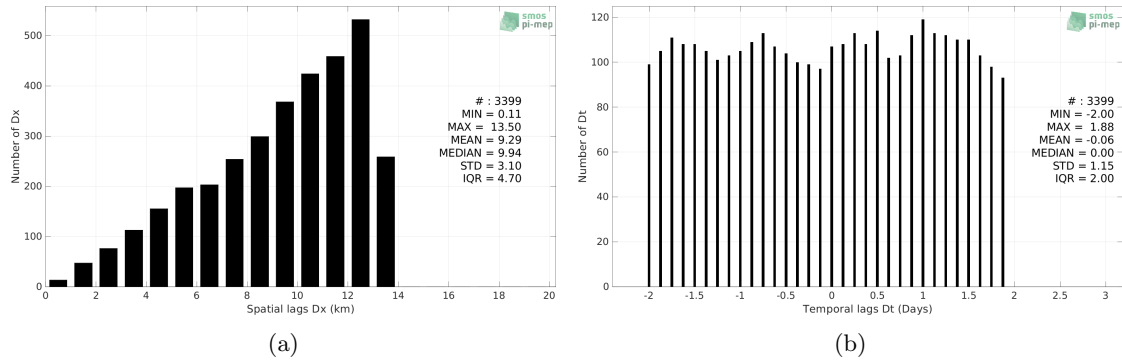 500
400
300
200
100
0
Number of Dx
0 2 4 6 8 10 12 14 16 18 20
Spatial lags Dx (km)
smos
pi-mep
# : 3399
MIN = 0.11
MAX = 13.50
MEAN = 9.29
MEDIAN = 9.94
STD = 3.10
IQR = 4.70
(a)
120
100
80
60
40
20
0
Number of Dt
-2 -1.5 -1 -0.5 0 0.5 1 1.5 2 2.5 3
Temporal lags Dt (Days)
smos
pi-mep
# : 3399
MIN = -2.00
MAX = 1.88
MEAN = -0.06
MEDIAN = 0.00
STD = 1.15
IQR = 2.00
(b)